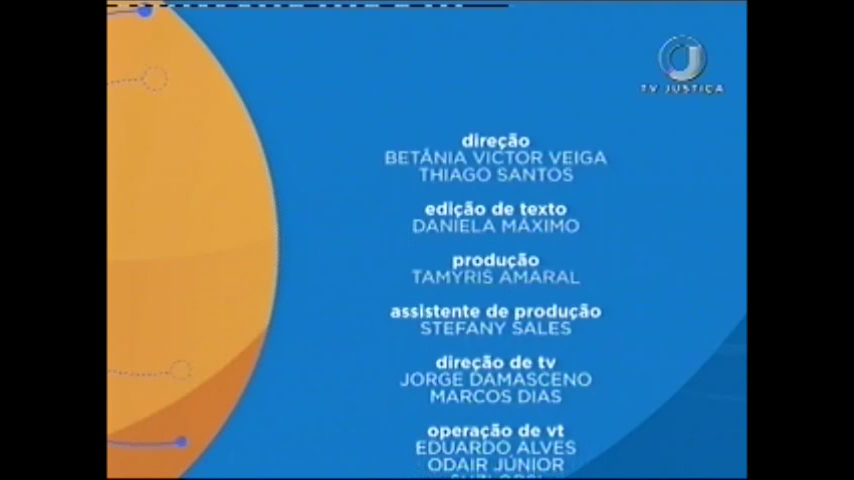 TV JUSTIÇA
direção
BETÂNIA VICTOR VEIGA
THIAGO SANTOS
edição de texto
DANIELA MÁXIMO
produção
TAMYRIS AMARAL
assistente de produção
STEFANY SALES
direção de tv
JORGE DAMASCENO
MARCOS DIAS
operação de vt
EDUARDO ALVES
ODAIR JÚNIOR